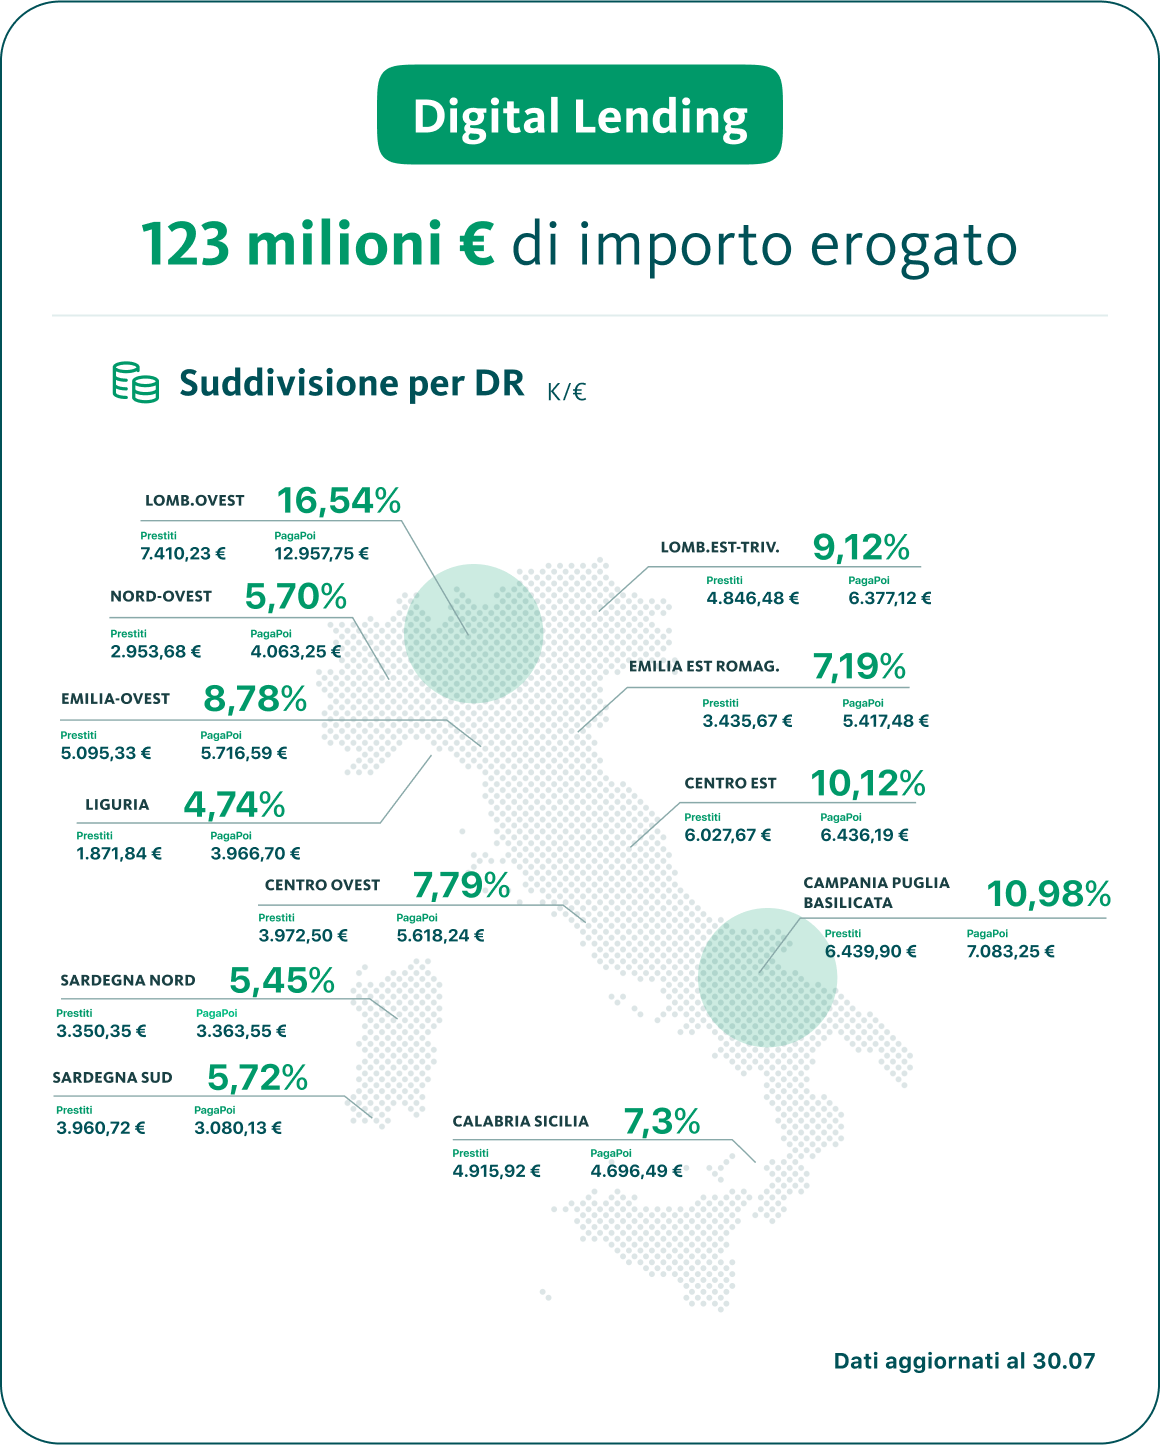 Digital Lending
123 milioni € di importo erogato
Suddivisione per DR K/€
LOMB.OVEST 16,54%
Prestiti PagaPoi
7.410,23 € 12.957,75 €
LOMB.EST-TRIV. 9,12%
Prestiti PagaPoi
4.846,48 € 6.377,12 €
NORD-OVEST 5,70%
Prestiti PagaPoi
2.953,68 € 4.063,25 €
EMILIA EST ROMAG. 7,19%
Prestiti PagaPoi
3.435,67 € 5.417,48 €
EMILIA-OVEST 8,78%
Prestiti PagaPoi
5.095,33 € 5.716,59 €
CENTRO EST 10,12%
Prestiti PagaPoi
6.027,67 € 6.436,19 €
LIGURIA 4,74%
Prestiti PagaPoi
1.871,84 € 3.966,70 €
CENTRO OVEST 7,79%
Prestiti PagaPoi
3.972,50 € 5.618,24 €
CAMPANIA PUGLIA
BASILICATA 10,98%
Prestiti PagaPoi
6.439,90 € 7.083,25 €
SARDEGNA NORD 5,45%
Prestiti PagaPoi
3.350,35 € 3.363,55 €
SARDEGNA SUD 5,72%
Prestiti PagaPoi
3.960,72 € 3.080,13 €
CALABRIA SICILIA 7,3%
Prestiti PagaPoi
4.915,92 € 4.696,49 €
Dati aggiornati al 30.07